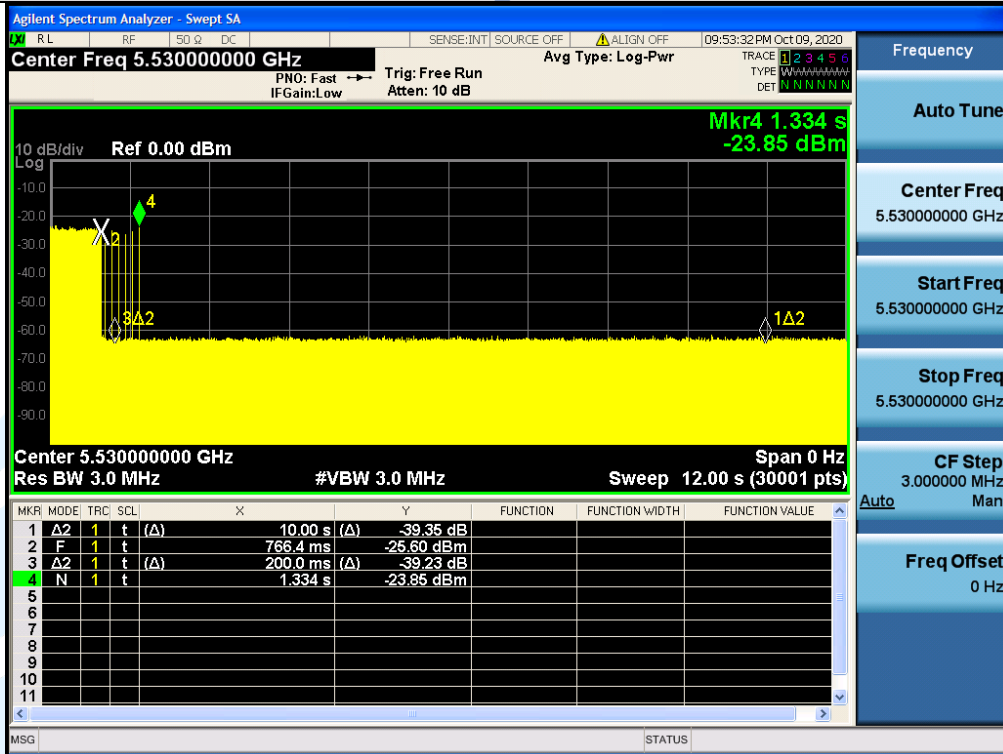 Agilent Spectrum Analyzer - Swept SA
LXI RL RF 50 Ω DC SENSE:INT SOURCE OFF ALIGN OFF 09:53:32 PM Oct 09, 2020
Center Freq 5.530000000 GHz
PNO: Fast
IFGain:Low
Trig: Free Run
Atten: 10 dB
Avg Type: Log-Pwr
TRACE 1 2 3 4 5 6
TYPE W
DET N N N N N N
Mkr4 1.334 s
-23.85 dBm
10 dB/div Ref 0.00 dBm
Log
-10.0
-20.0
-30.0
-40.0
-50.0
-60.0
-70.0
-80.0
-90.0
4
2
3Δ2
1Δ2
Center 5.530000000 GHz Span 0 Hz
Res BW 3.0 MHz #VBW 3.0 MHz Sweep 12.00 s (30001 pts)
MKR MODE TRC SCL X Y FUNCTION FUNCTION WIDTH FUNCTION VALUE
1 Δ2 1 t (Δ) 10.00 s (Δ) -39.35 dB
2 F 1 t 766.4 ms -25.60 dBm
3 Δ2 1 t (Δ) 200.0 ms (Δ) -39.23 dB
4 N 1 t 1.334 s -23.85 dBm
5
6
7
8
9
10
11
MSG STATUS
Frequency
Auto Tune
Center Freq
5.530000000 GHz
Start Freq
5.530000000 GHz
Stop Freq
5.530000000 GHz
CF Step
3.000000 MHz
Auto Man
Freq Offset
0 Hz